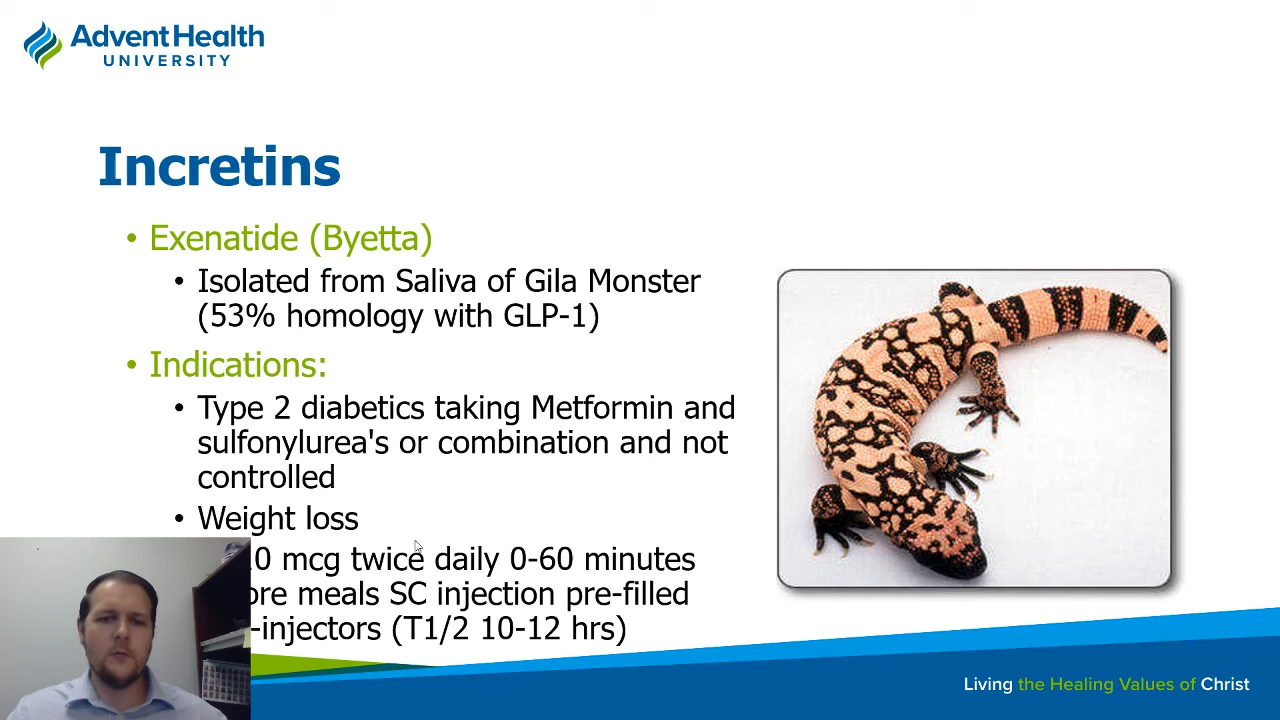 AdventHealth
UNIVERSITY
Incretins
• Exenatide (Byetta)
• Isolated from Saliva of Gila Monster
(53% homology with GLP-1)
• Indications:
• Type 2 diabetics taking Metformin and
sulfonylurea's or combination and not
controlled
• Weight loss
10 mcg twice daily 0-60 minutes
ore meals SC injection pre-filled
-injectors (T1/2 10-12 hrs)
Living the Healing Values of Christ